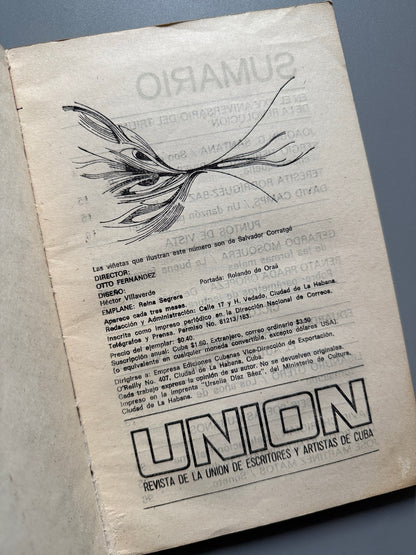 Las viñetas que ilustran este número son de Salvador Corratgé
DIRECTOR:
OTTO FERNANDEZ
DISEÑO:
Héctor Villaverde
Portada: Rolando de Oraá
EMPLANE: Reina Segrera
Aparece cada tres meses.
Redacción y Administración: Calle 17 y H. Vedado, Ciudad de La Habana.
Inscrita como impreso periódico en la Dirección Nacional de Correos,
Telégrafos y Prensa. Permiso No. 81213/163.
Precio del ejemplar: $0.40.
Suscripción anual: Cuba $1.60. Extranjero, correo ordinario $3.50
(o equivalente en cualquier moneda convertible, excepto dólares USA).
Dirigirse a: Empresa Ediciones Cubanas Vice-Dirección de Exportación,
O'Reilly No. 407, Ciudad de La Habana, Cuba.
Cada trabajo expresa la opinión de su autor. No se devuelven originales.
Impreso en la imprenta "Urselia Díaz Báez", del Ministerio de Cultura.
Ciudad de La Habana.
UNION
REVISTA DE LA UNION DE ESCRITORES Y ARTISTAS DE CUBA